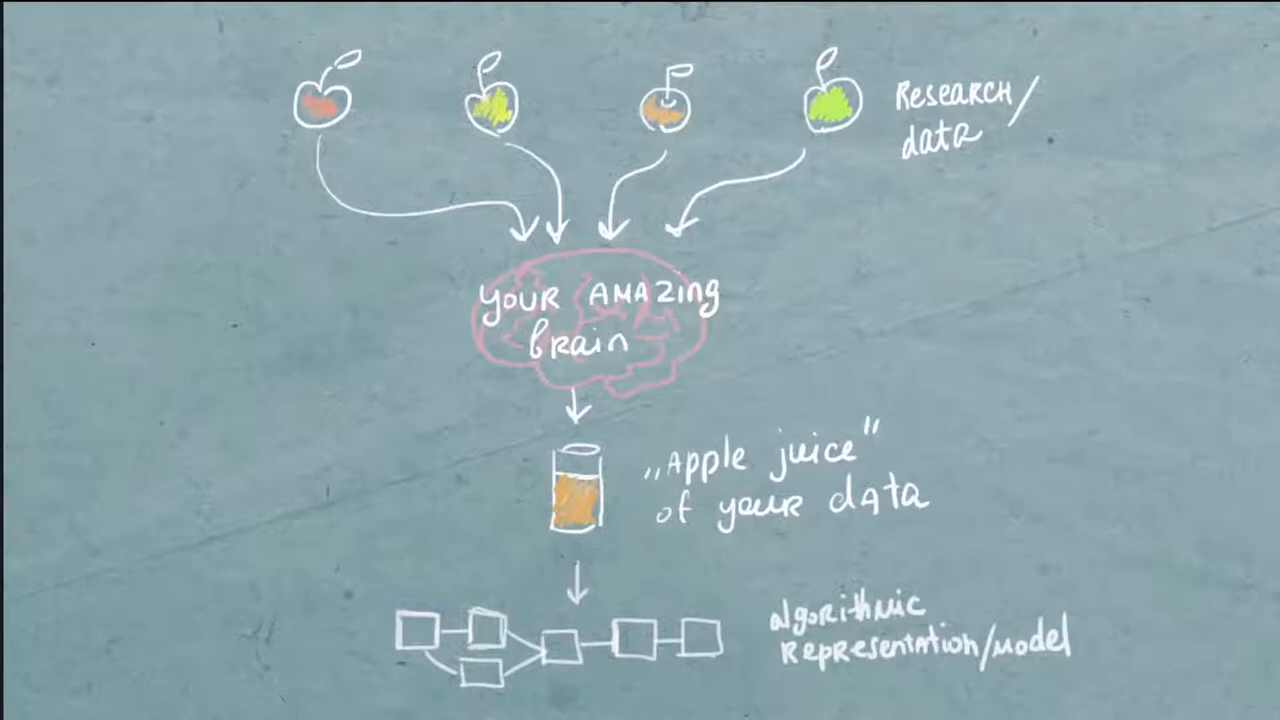 Research/
data
your amazing
brain
„Apple juice"
of your data
algorithmic
representation/model